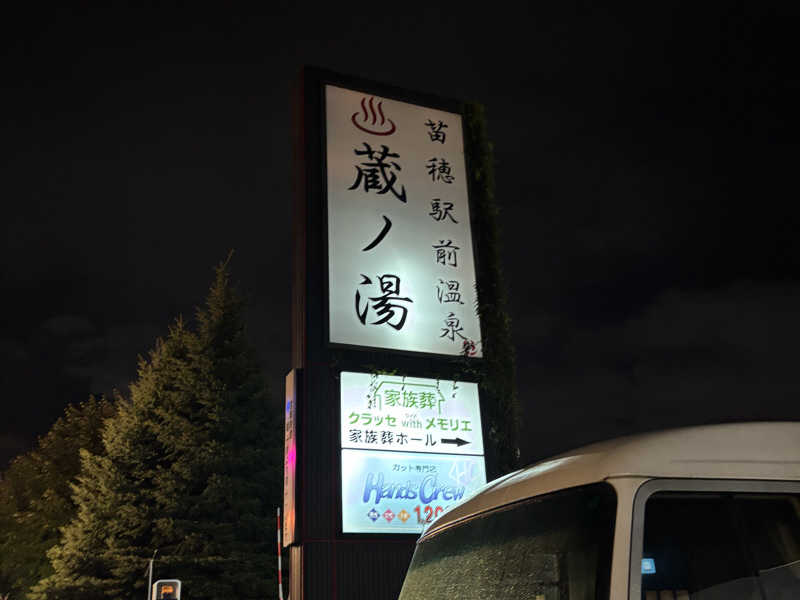 苗穂駅前温泉
蔵ノ湯
家族葬
クラッセ with メモリエ
家族葬ホール
カット専門店
Hands Crew